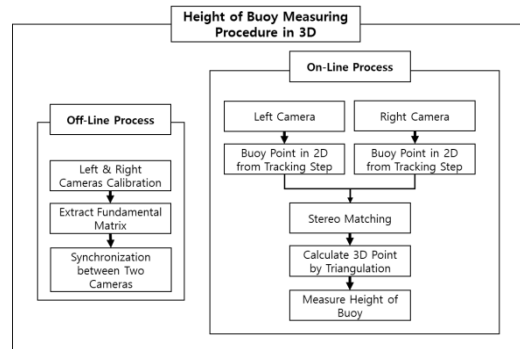 Height of Buoy Measuring
Procedure in 3D
Off-Line Process
Left & Right
Cameras Calibration
Extract Fundamental
Matrix
Synchronization
between Two
Cameras
On-Line Process
Left Camera
Right Camera
Buoy Point in 2D
from Tracking Step
Buoy Point in 2D
from Tracking Step
Stereo Matching
Calculate 3D Point
by Triangulation
Measure Height of
Buoy